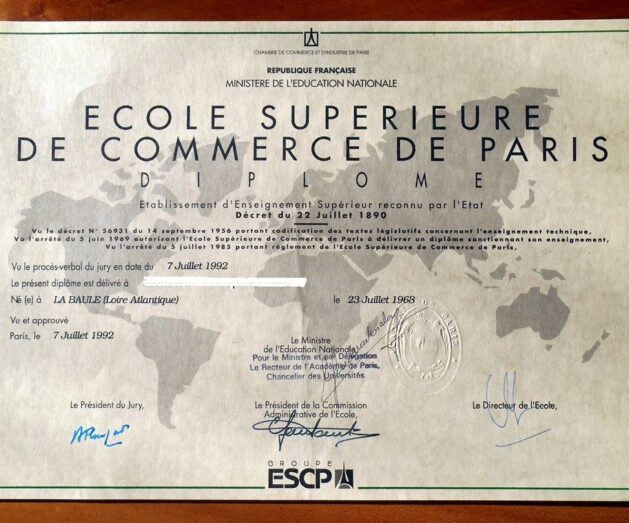 CHAMBRE DE COMMERCE ET D'INDUSTRIE DE PARIS
REPUBLIQUE FRANÇAISE
MINISTERE DE L'EDUCATION NATIONALE
ECOLE SUPERIEURE
DE COMMERCE DE PARIS
DIPLOME
Etablissement d'Enseignement Supérieur reconnu par l'Etat
Décret du 22 Juillet 1890
Vu le décret N° 56931 du 14 septembre 1956 portant codification des textes législatifs concernant l'enseignement technique,
Vu l'arrêté du 5 juin 1969 autorisant l'Ecole Supérieure de Commerce de Paris à délivrer un diplôme sanctionnant son enseignement,
Vu l'arrêté du 5 juillet 1985 portant réglement de l'Ecole Supérieure de Commerce de Paris,
Vu le procès-verbal du jury en date du 7 Juillet 1992
Le présent diplôme est délivré à
Né (e) à LA BAULE (Loire Atlantique) le 23 Juillet 1968
Vu et approuvé
Paris, le 7 Juillet 1992
Le Ministre
de l'Education Nationale
Pour le Ministre et par Délégation
Le Recteur de l'Académie de Paris,
Chancelier des Universités
Le Président du Jury,
Le Président de la Commission
Administrative de l'Ecole,
Le Directeur de l'Ecole,
GROUPE
ESCP